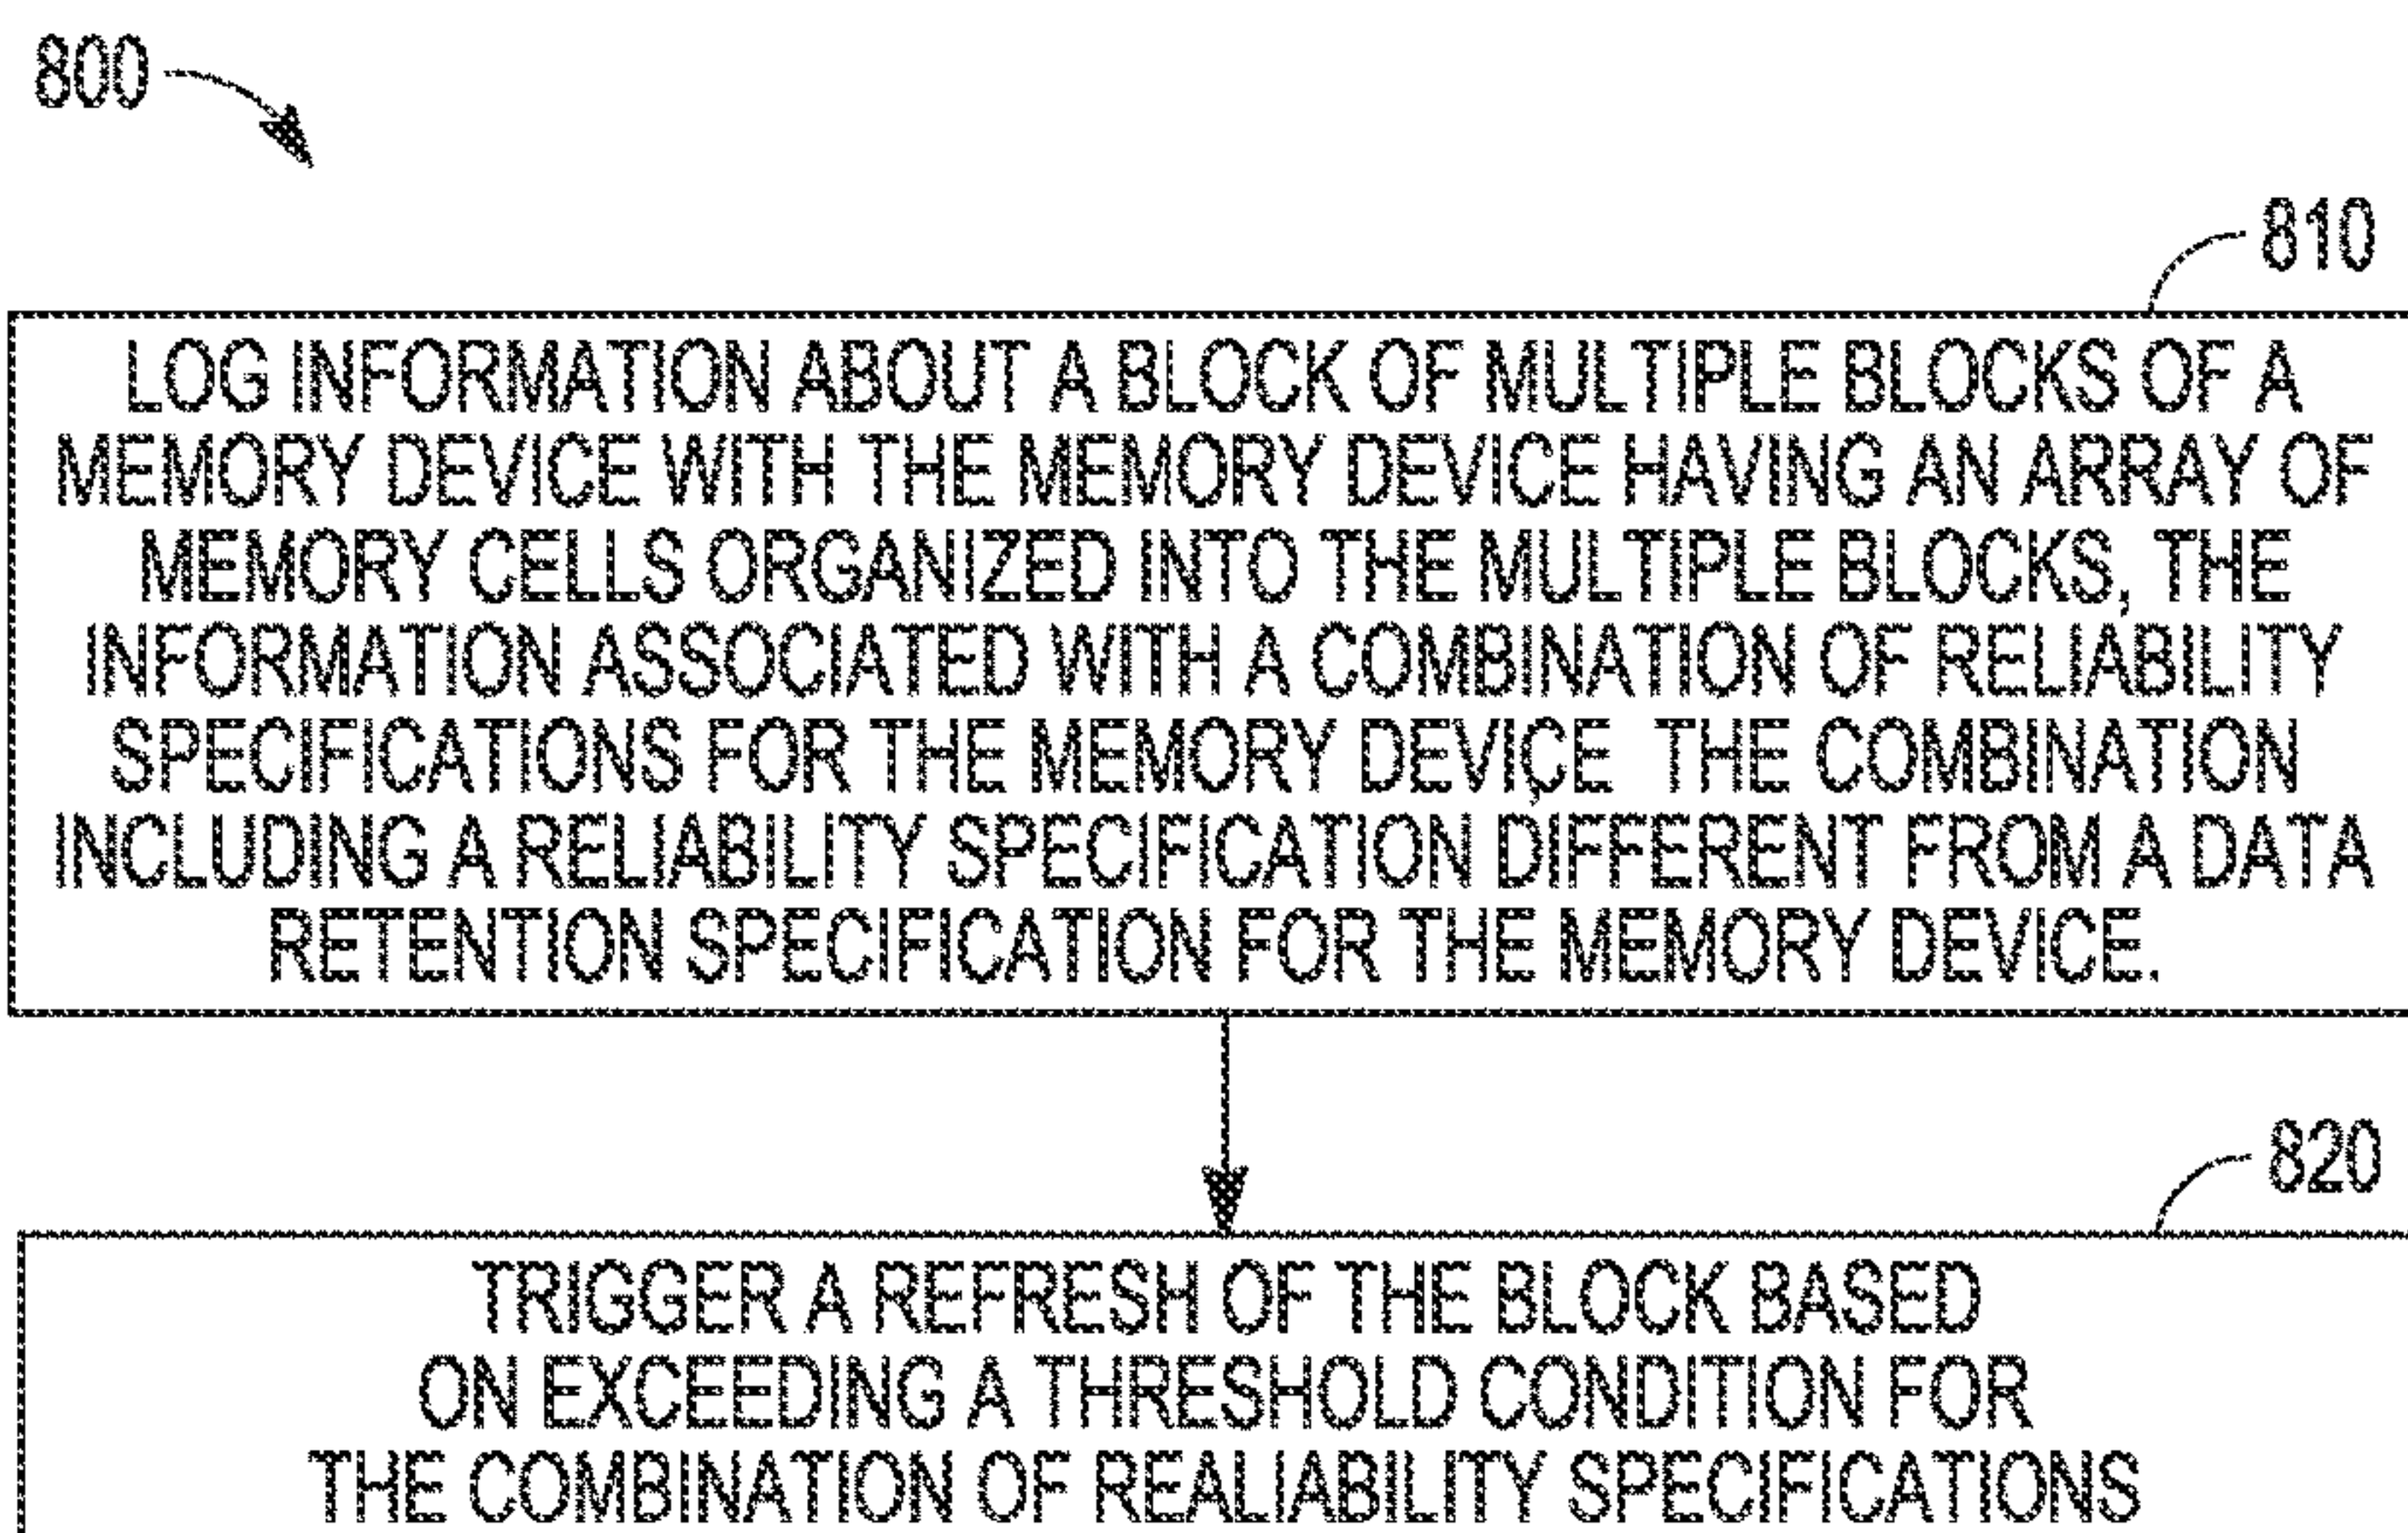 800
810
LOG INFORMATION ABOUT A BLOCK OF MULTIPLE BLOCKS OF A
MEMORY DEVICE WITH THE MEMORY DEVICE HAVING AN ARRAY OF
MEMORY CELLS ORGANIZED INTO THE MULTIPLE BLOCKS, THE
INFORMATION ASSOCIATED WITH A COMBINATION OF RELIABILITY
SPECIFICATIONS FOR THE MEMORY DEVICE, THE COMBINATION
INCLUDING A RELIABILITY SPECIFICATION DIFFERENT FROM A DATA
RETENTION SPECIFICATION FOR THE MEMORY DEVICE.
820
TRIGGER A REFRESH OF THE BLOCK BASED
ON EXCEEDING A THRESHOLD CONDITION FOR
THE COMBINATION OF REALIABILITY SPECIFICATIONS